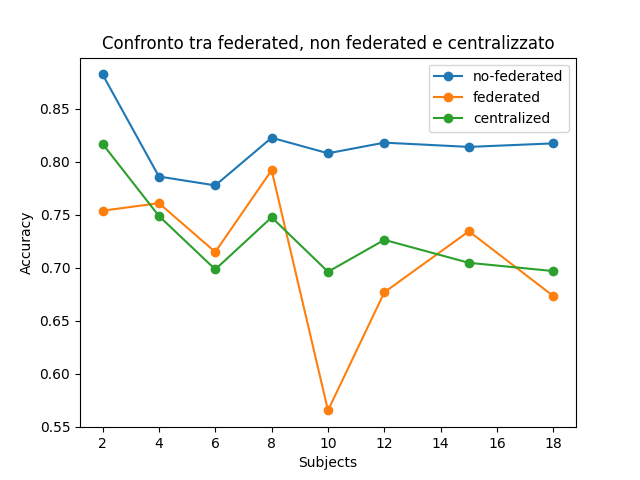 Confronto tra federated, non federated e centralizzato
no-federated
federated
centralized
Accuracy
0.85
0.80
0.75
0.70
0.65
0.60
0.55
2 4 6 8 10 12 14 16 18
Subjects